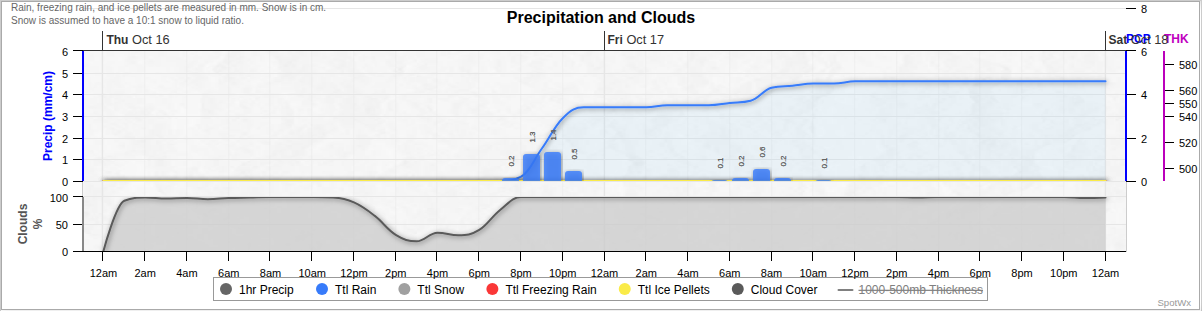 Rain, freezing rain, and ice pellets are measured in mm. Snow is in cm.
Snow is assumed to have a 10:1 snow to liquid ratio.
Precipitation and Clouds
8
Thu Oct 16
Fri Oct 17
Sat Oct 18
PCP
THK
Precip (mm/cm)
6
5
4
3
2
1
0
6
4
2
0
580
560
550
540
520
500
0.2
1.3
1.4
0.5
0.1
0.2
0.6
0.2
0.1
Clouds
%
100
50
0
12am 2am 4am 6am 8am 10am 12pm 2pm 4pm 6pm 8pm 10pm 12am 2am 4am 6am 8am 10am 12pm 2pm 4pm 6pm 8pm 10pm 12am
1hr Precip Ttl Rain Ttl Snow Ttl Freezing Rain Ttl Ice Pellets Cloud Cover 1000-500mb Thickness
SpotWx